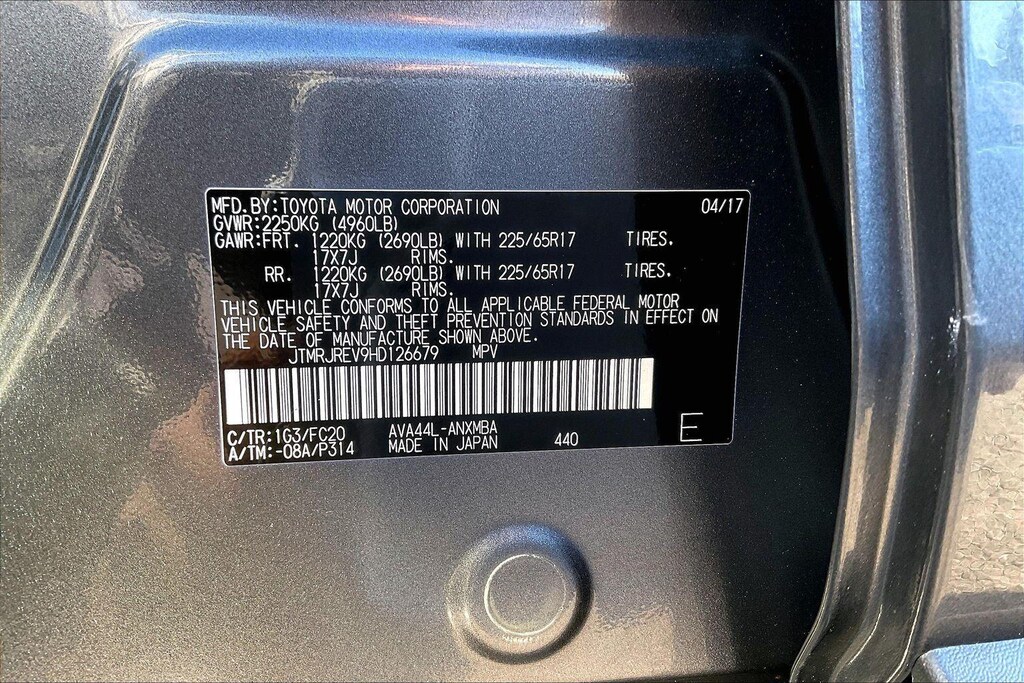 MFD.BY:TOYOTA MOTOR CORPORATION 04/17
GVWR:2250KG (4960LB)
GAWR:FRT. 1220KG (2690LB) WITH 225/65R17 TIRES.
17X7J RIMS.
RR. 1220KG (2690LB) WITH 225/65R17 TIRES.
17X7J RIMS.
THIS VEHICLE CONFORMS TO ALL APPLICABLE FEDERAL MOTOR
VEHICLE SAFETY AND THEFT PREVENTION STANDARDS IN EFFECT ON
THE DATE OF MANUFACTURE SHOWN ABOVE.
JTMRJREV9HD126679 MPV
C/TR:1G3/FC20 AVA44L-ANXMBA
A/TM:-08A/P314 MADE IN JAPAN 440 E